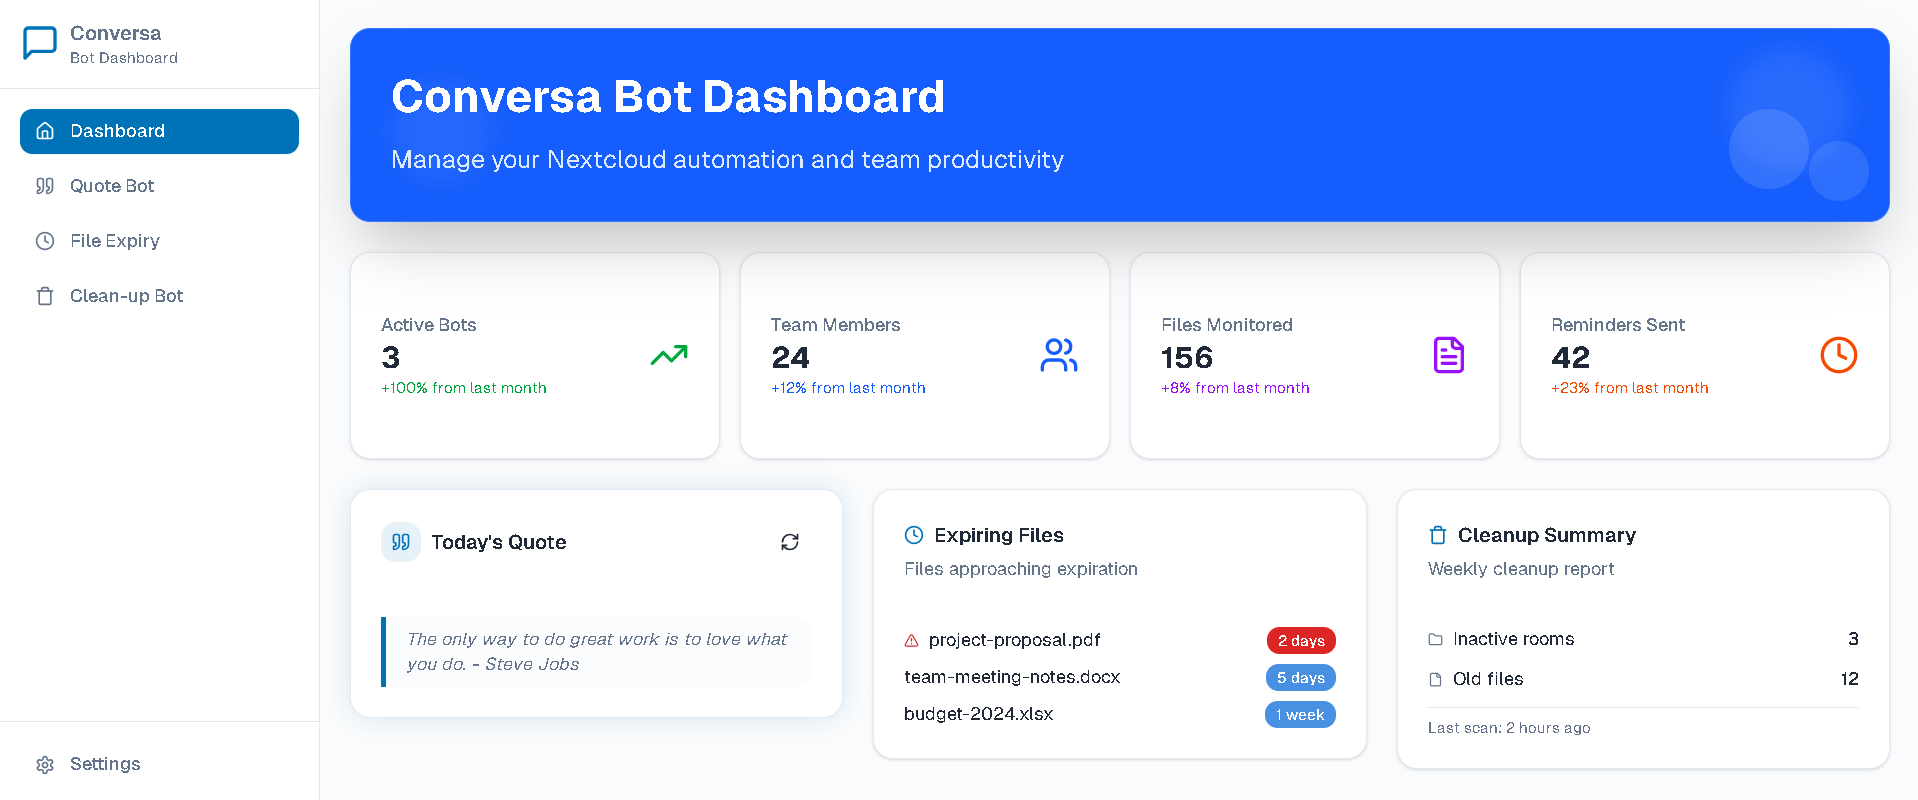 Conversa
Bot Dashboard
Dashboard
Quote Bot
File Expiry
Clean-up Bot
Settings
Conversa Bot Dashboard
Manage your Nextcloud automation and team productivity
Active Bots
3
+100% from last month
Team Members
24
+12% from last month
Files Monitored
156
+8% from last month
Reminders Sent
42
+23% from last month
Today's Quote
The only way to do great work is to love what
you do. - Steve Jobs
Expiring Files
Files approaching expiration
project-proposal.pdf 2 days
team-meeting-notes.docx 5 days
budget-2024.xlsx 1 week
Cleanup Summary
Weekly cleanup report
Inactive rooms 3
Old files 12
Last scan: 2 hours ago